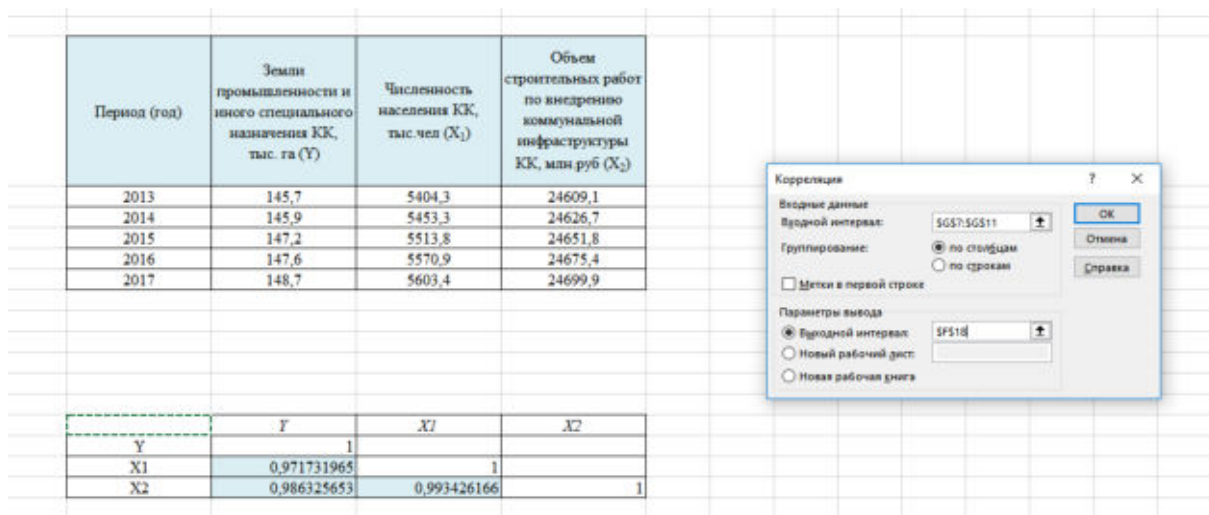 Период (год)
Земли
промышленности и
иного специального
назначения КК,
тыс. га (Y)
Численность
населения КК,
тыс.чел (X₁)
Объем
строительных работ
по внедрению
коммунальной
инфраструктуры
КК, млн.руб (X₂)
2013 145,7 5404,3 24609,1
2014 145,9 5453,3 24626,7
2015 147,2 5513,8 24651,8
2016 147,6 5570,9 24675,4
2017 148,7 5603,4 24699,9
Y X1 X2
Y 1
X1 0,971731965 1
X2 0,986325653 0,993426166 1
Корреляция ? ×
Входные данные
Входной интервал: $G$7:$G$11
Группирование: по столбцам
по строкам
Метки в первой строке
Параметры вывода
Выходной интервал: $F$18
Новый рабочий лист:
Новая рабочая книга
OK
Отмена
Справка